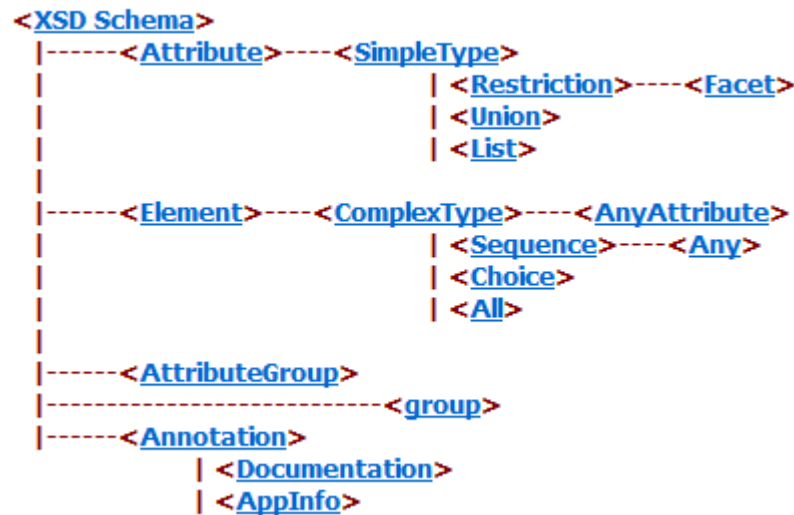 <XSD Schema>
|------<Attribute>----<SimpleType>
| | <Restriction>----<Facet>
| | <Union>
| | <List>
|
|------<Element>----<ComplexType>----<AnyAttribute>
| | <Sequence>----<Any>
| | <Choice>
| | <All>
|
|------<AttributeGroup>
|---------------------------<group>
|------<Annotation>
| <Documentation>
| <AppInfo>